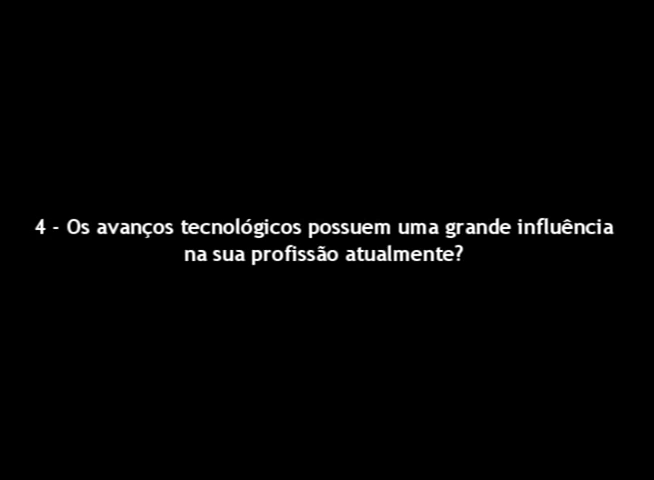 4 - Os avanços tecnológicos possuem uma grande influência
na sua profissão atualmente?